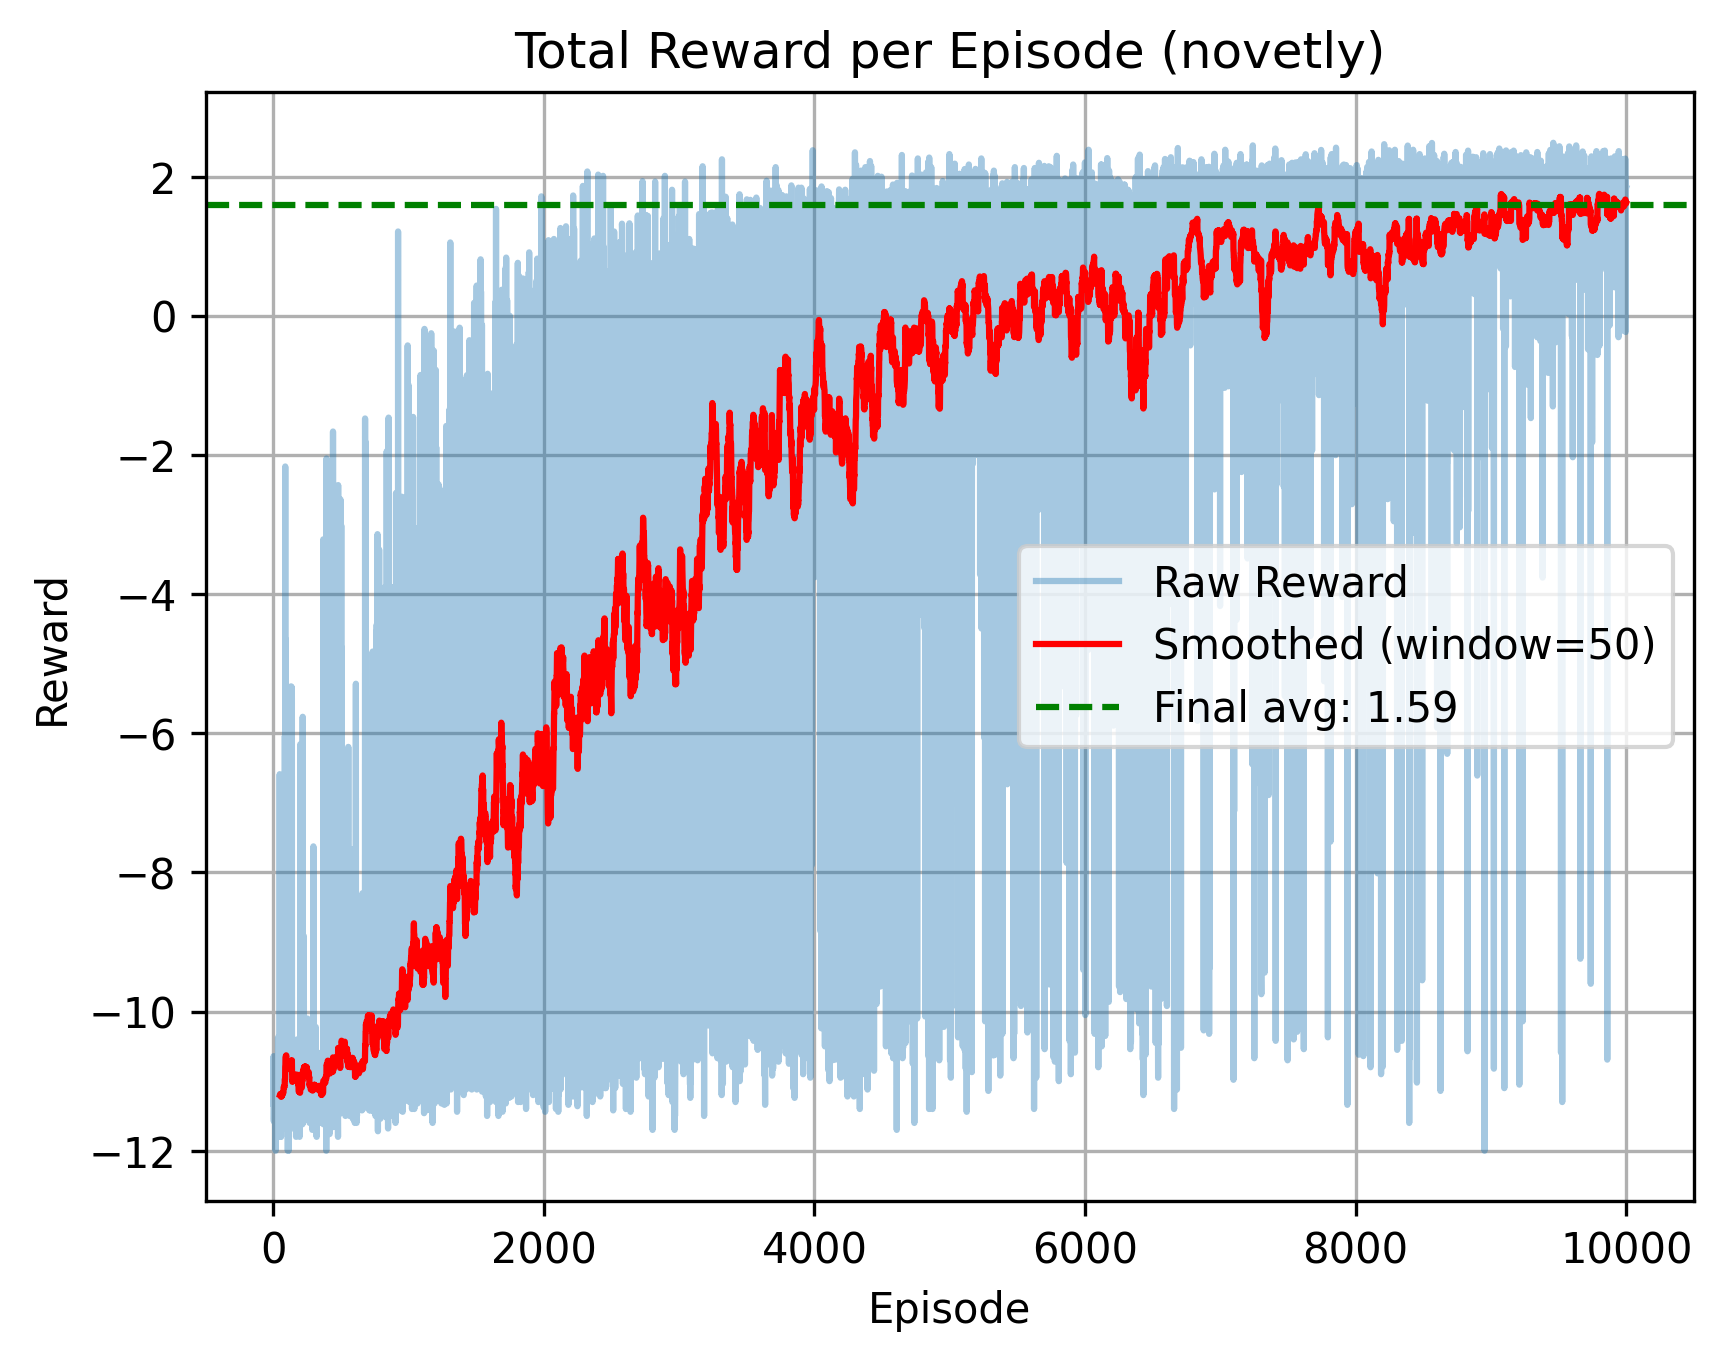 Total Reward per Episode (novetly)
Reward
2
0
−2
−4
−6
−8
−10
−12
Raw Reward
Smoothed (window=50)
Final avg: 1.59
0 2000 4000 6000 8000 10000
Episode